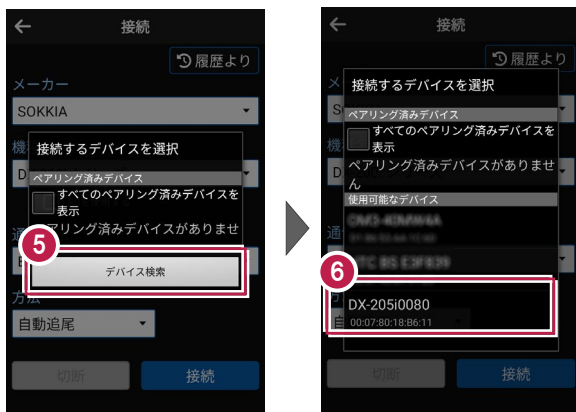 接続
履歴より
メーカー
SOKKIA
機
接続するデバイスを選択
D
ペアリング済みデバイス
すべてのペアリング済みデバイスを
表示
アリング済みデバイスがありませ
5
デバイス検索
自動追尾
切断
接続
接続
履歴より
接続するデバイスを選択
S
ペアリング済みデバイス
すべてのペアリング済みデバイスを
表示
機
ペアリング済みデバイスがありませ
D
ん
使用可能なデバイス
通
6
DX-205i0080
00:07:80:18:B6:11
切断
接続